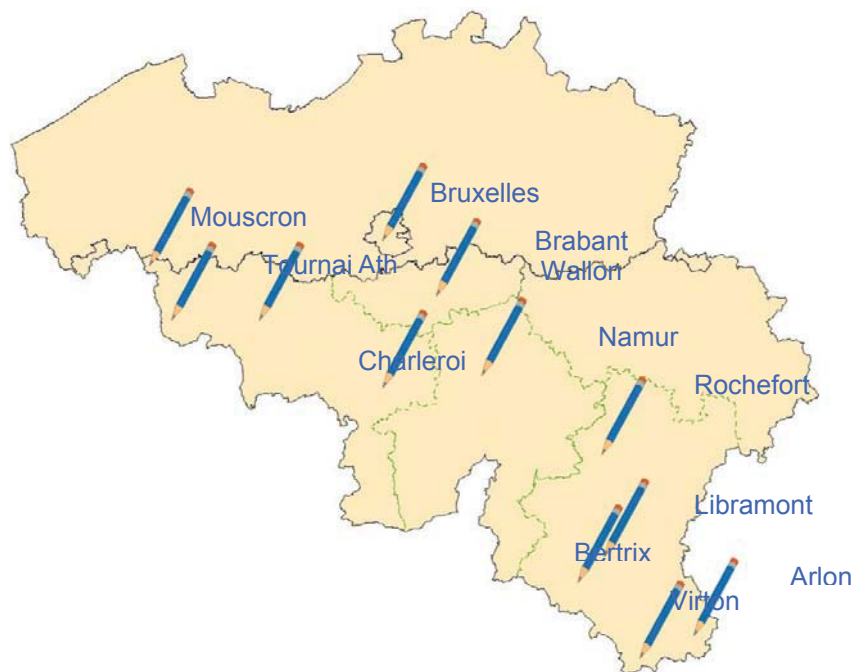 Bruxelles
Mouscron
Brabant
Wallon
Tournai Ath
Namur
Charleroi
Rochefort
Libramont
Bertrix
Arlon
Virton